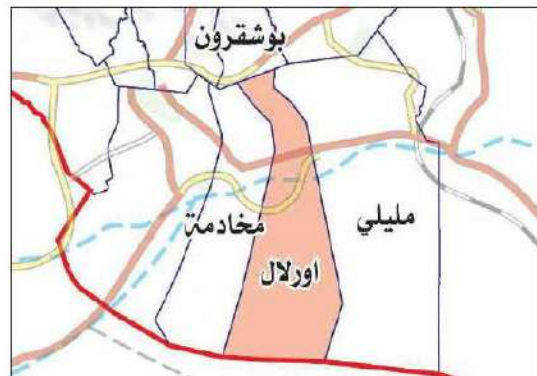 بوشقرون
مليلي
مخادمة
اورلال